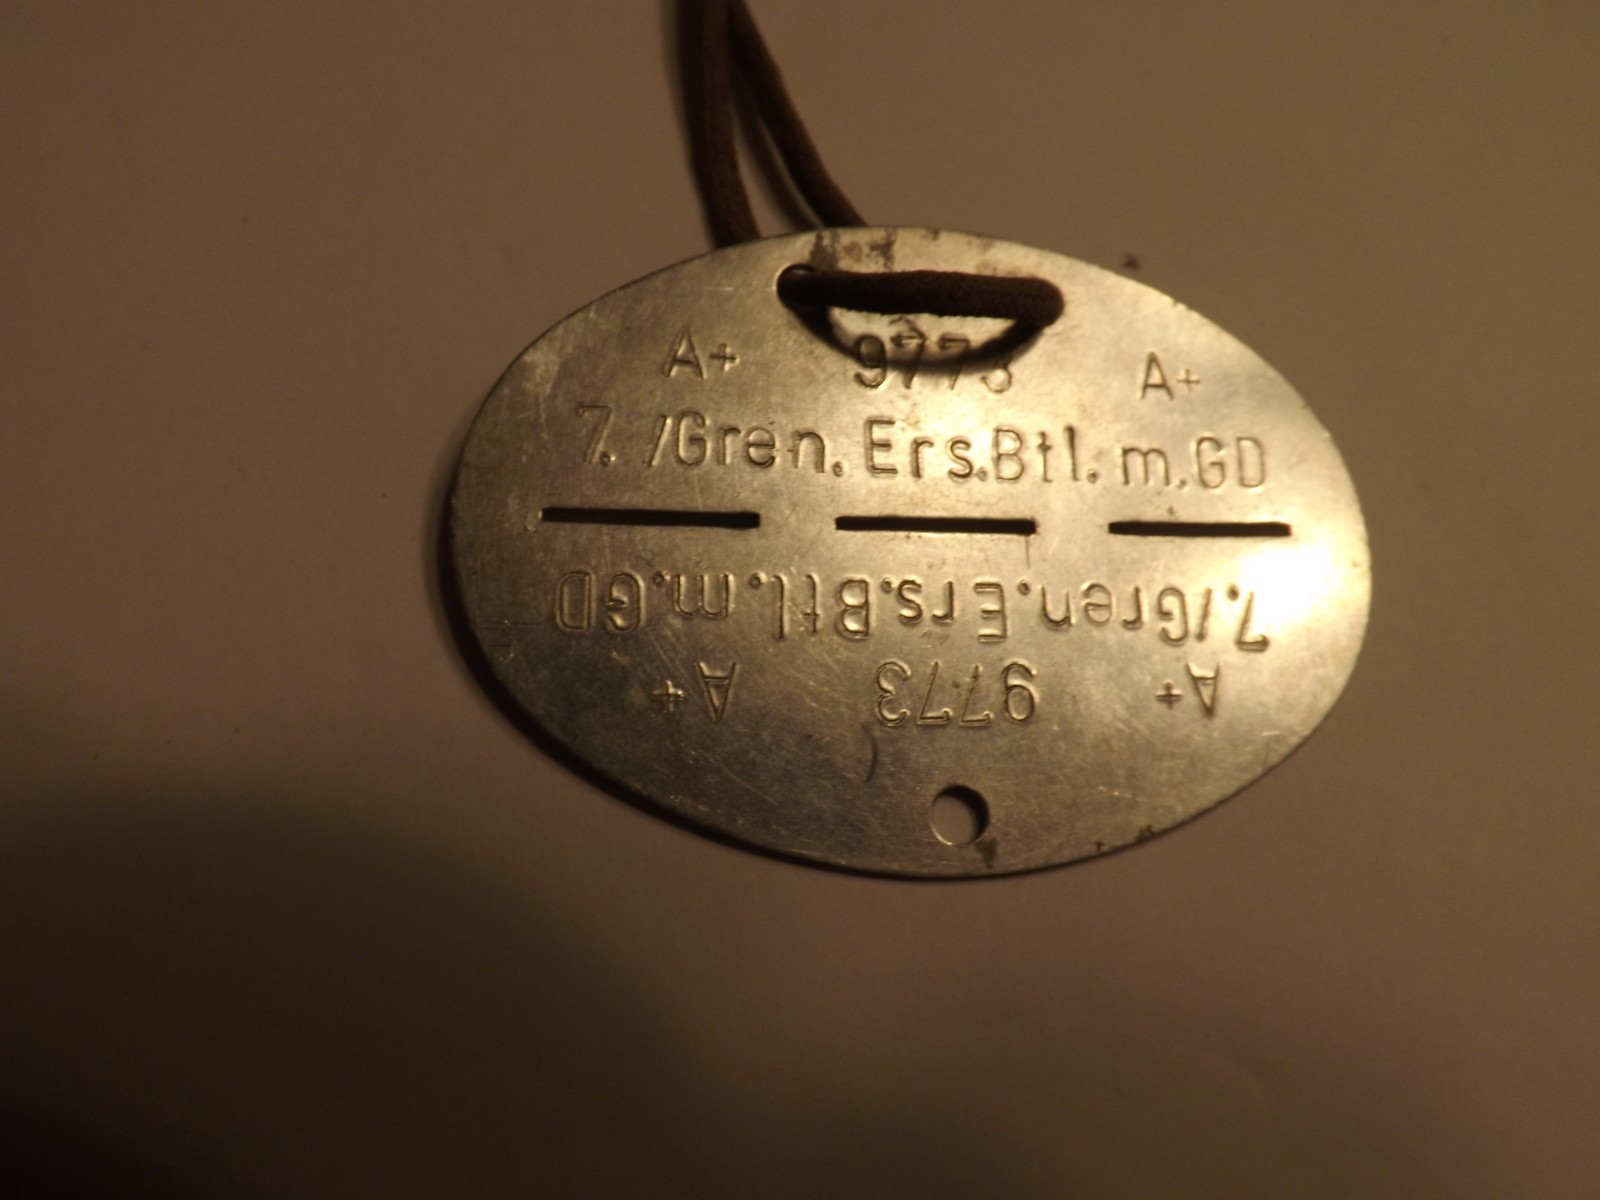 A+ 9773 A+
7. /Gren. Ers.Btl. m.GD
7./Gren.Ers.Btl.m.GD
A+ 9773 A+